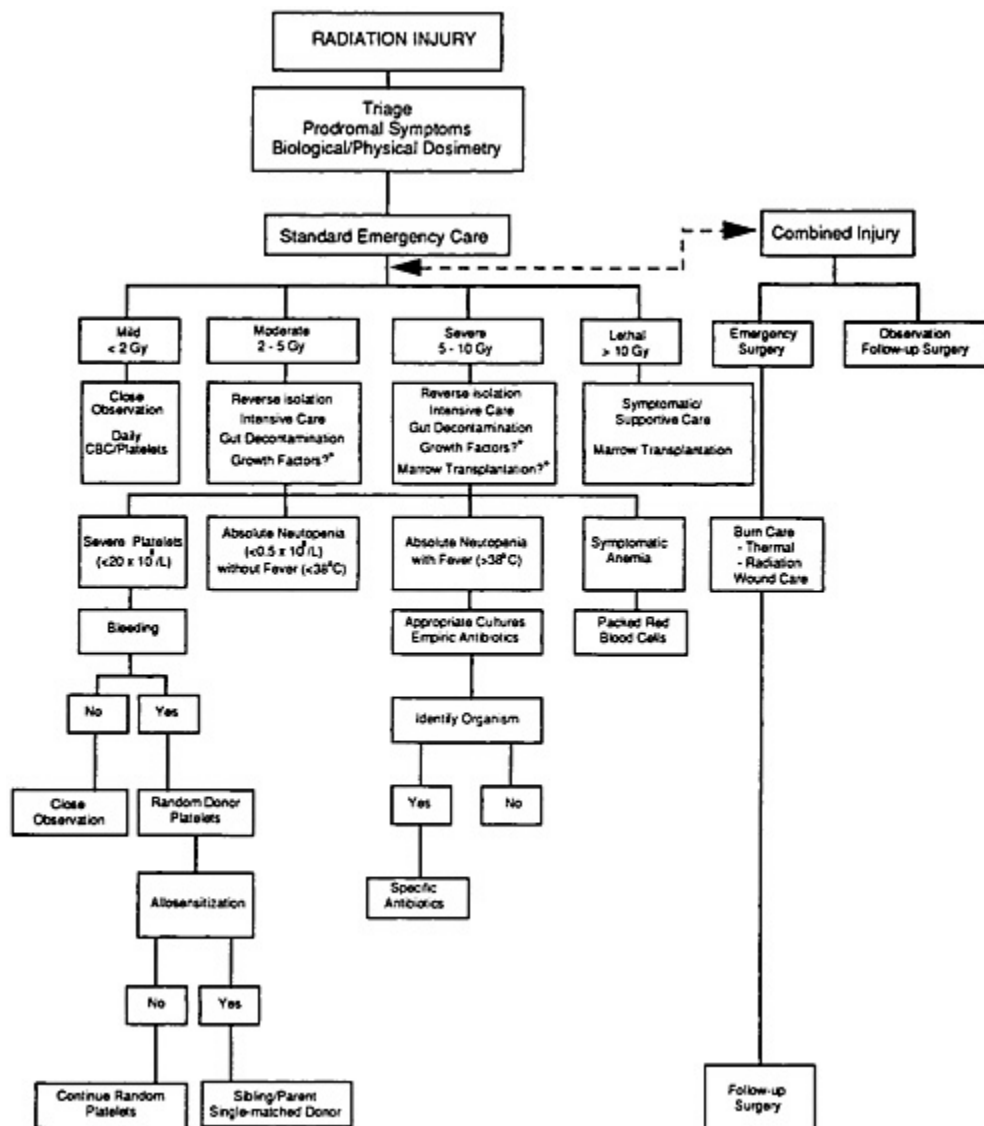 RADIATION INJURY
Triage
Prodromal Symptoms
Biological/Physical Dosimetry
Standard Emergency Care
Combined Injury
Mild
< 2 Gy
Moderate
2 - 5 Gy
Severe
5 - 10 Gy
Lethal
> 10 Gy
Emergency
Surgery
Observation
Follow-up Surgery
Close
Observation
Daily
CBC/Platelets
Reverse isolation
Intensive Care
Gut Decontamination
Growth Factors?*
Reverse isolation
Intensive Care
Gut Decontamination
Growth Factors?*
Marrow Transplantation?*
Symptomatic/
Supportive Care
Marrow Transplantation
Severe Platelets
(<20 x 10 /L)
Absolute Neutopenia
(<0.5 x 10 /L)
without Fever (<38°C)
Absolute Neutopenia
with Fever (>38°C)
Symptomatic
Anemia
Burn Care
- Thermal
- Radiation
Wound Care
Bleeding
Appropriate Cultures
Empiric Antibiotics
Packed Red
Blood Cells
No
Yes
Identify Organism
Close
Observation
Random Donor
Platelets
Yes
No
Allosensitization
Specific
Antibiotics
No
Yes
Continue Random
Platelets
Sibling/Parent
Single-matched Donor
Follow-up
Surgery